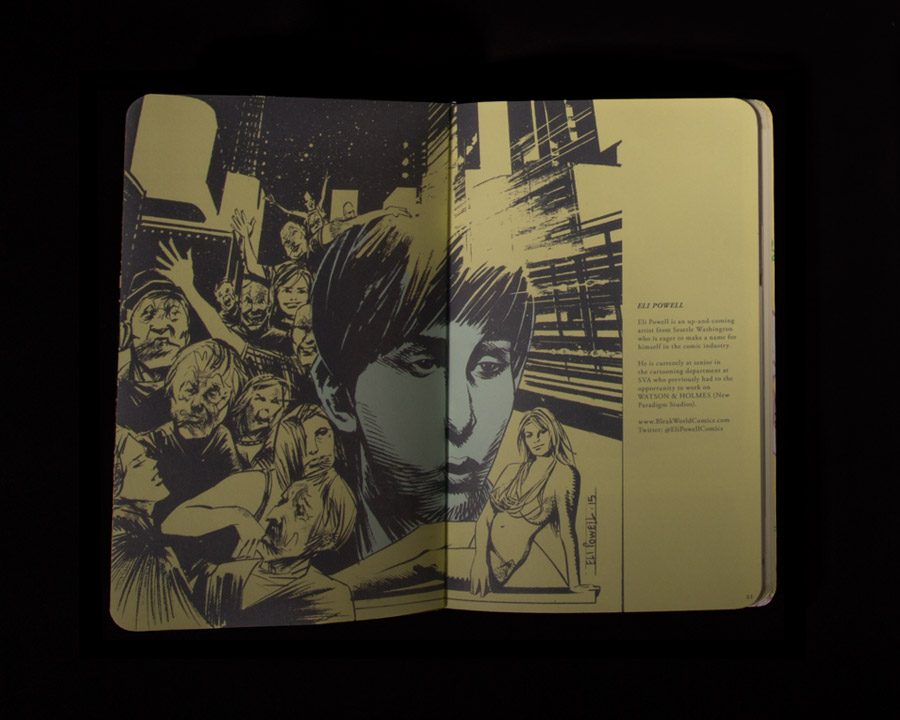 ELI POWELL
Eli Powell is an up-and-coming
artist from Seattle Washington
who is eager to make a name for
himself in the comic industry.
He is currently at senior in
the cartooning department at
SVA who previously had to the
opportunity to work on
WATSON & HOLMES (New
Paradigm Studios).
www.BleakWorldComics.com
Twitter: @EliPowellComics
ELI POWELL - 15